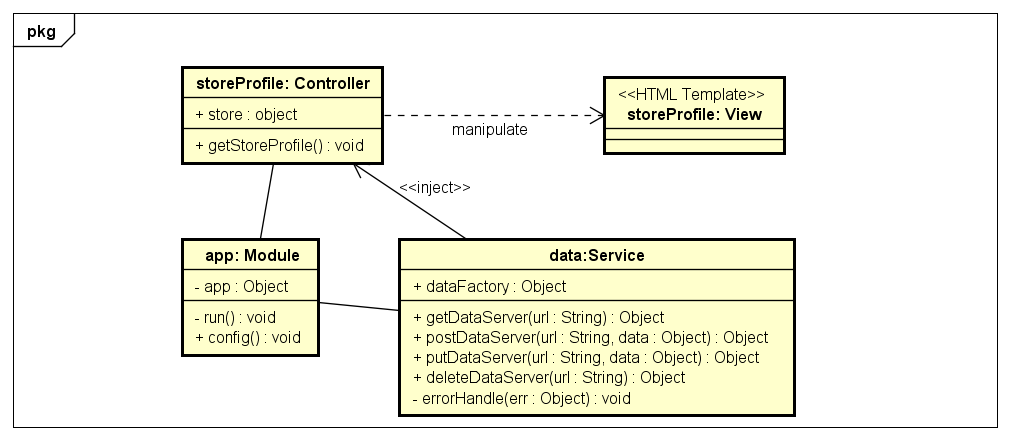 pkg
storeProfile: Controller
+ store : object
+ getStoreProfile() : void
manipulate
<<HTML Template>>
storeProfile: View
<<inject>>
app: Module
- app : Object
- run() : void
+ config() : void
data:Service
+ dataFactory : Object
+ getDataServer(url : String) : Object
+ postDataServer(url : String, data : Object) : Object
+ putDataServer(url : String, data : Object) : Object
+ deleteDataServer(url : String) : Object
- errorHandle(err : Object) : void